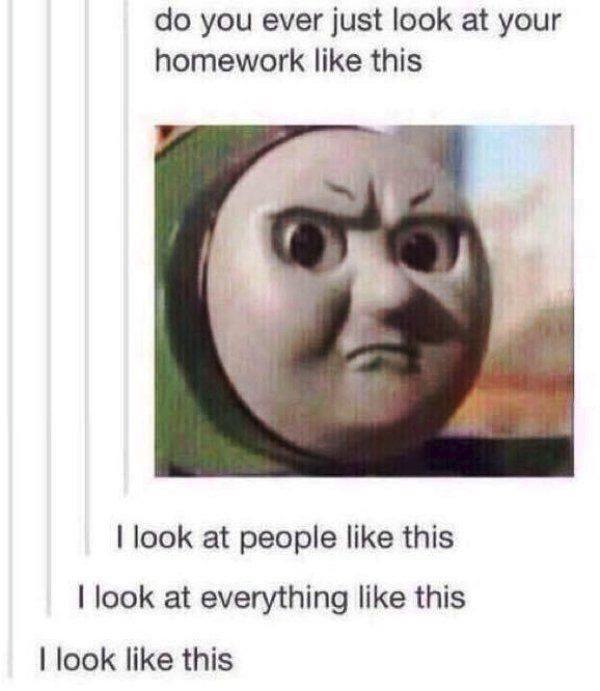 do you ever just look at your
homework like this
I look at people like this
I look at everything like this
I look like this